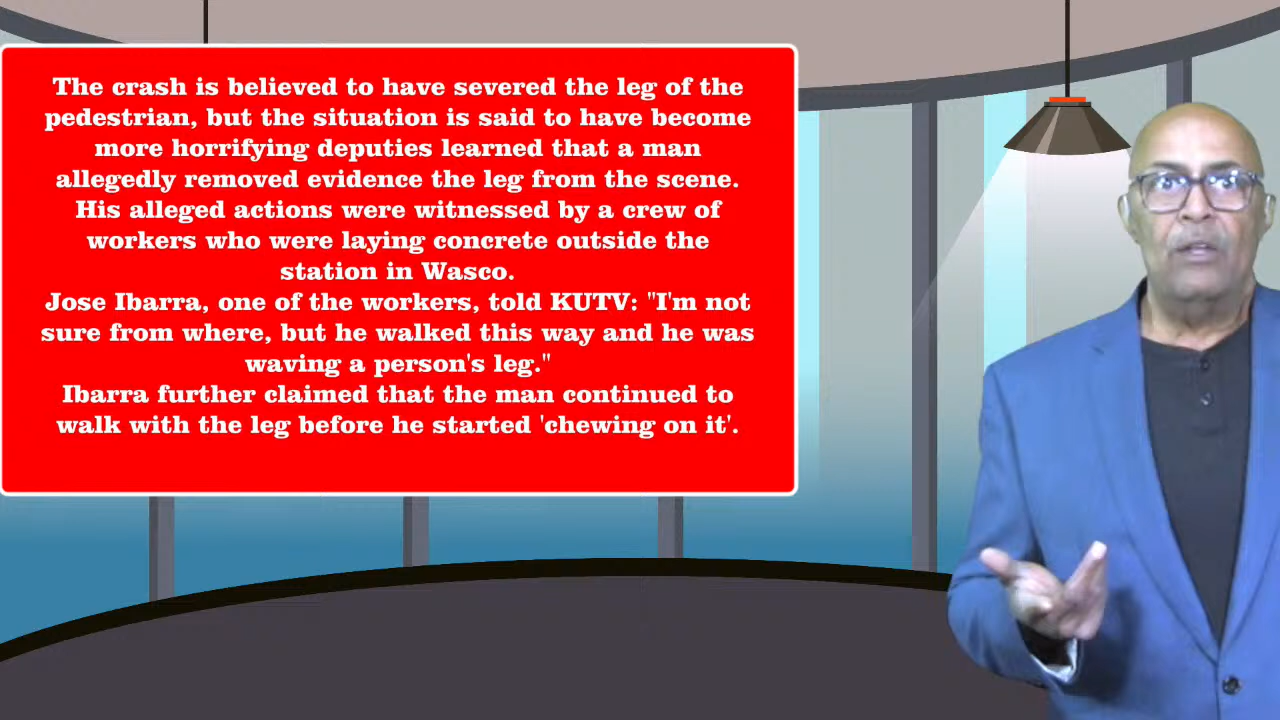 The crash is believed to have severed the leg of the
pedestrian, but the situation is said to have become
more horrifying deputies learned that a man
allegedly removed evidence the leg from the scene.
His alleged actions were witnessed by a crew of
workers who were laying concrete outside the
station in Wasco.
Jose Ibarra, one of the workers, told KUTV: "I'm not
sure from where, but he walked this way and he was
waving a person's leg."
Ibarra further claimed that the man continued to
walk with the leg before he started 'chewing on it'.